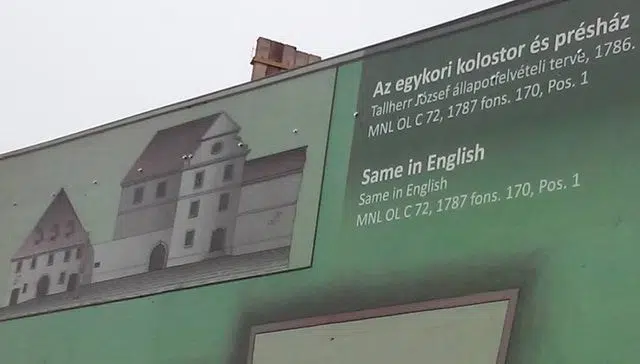 Az egykori kolostor és présház
Tallherr József állapotfelvételi terve, 1786.
MNL OL C 72, 1787 fons. 170, Pos. 1
Same in English
Same in English
MNL OL C 72, 1787 fons. 170, Pos. 1